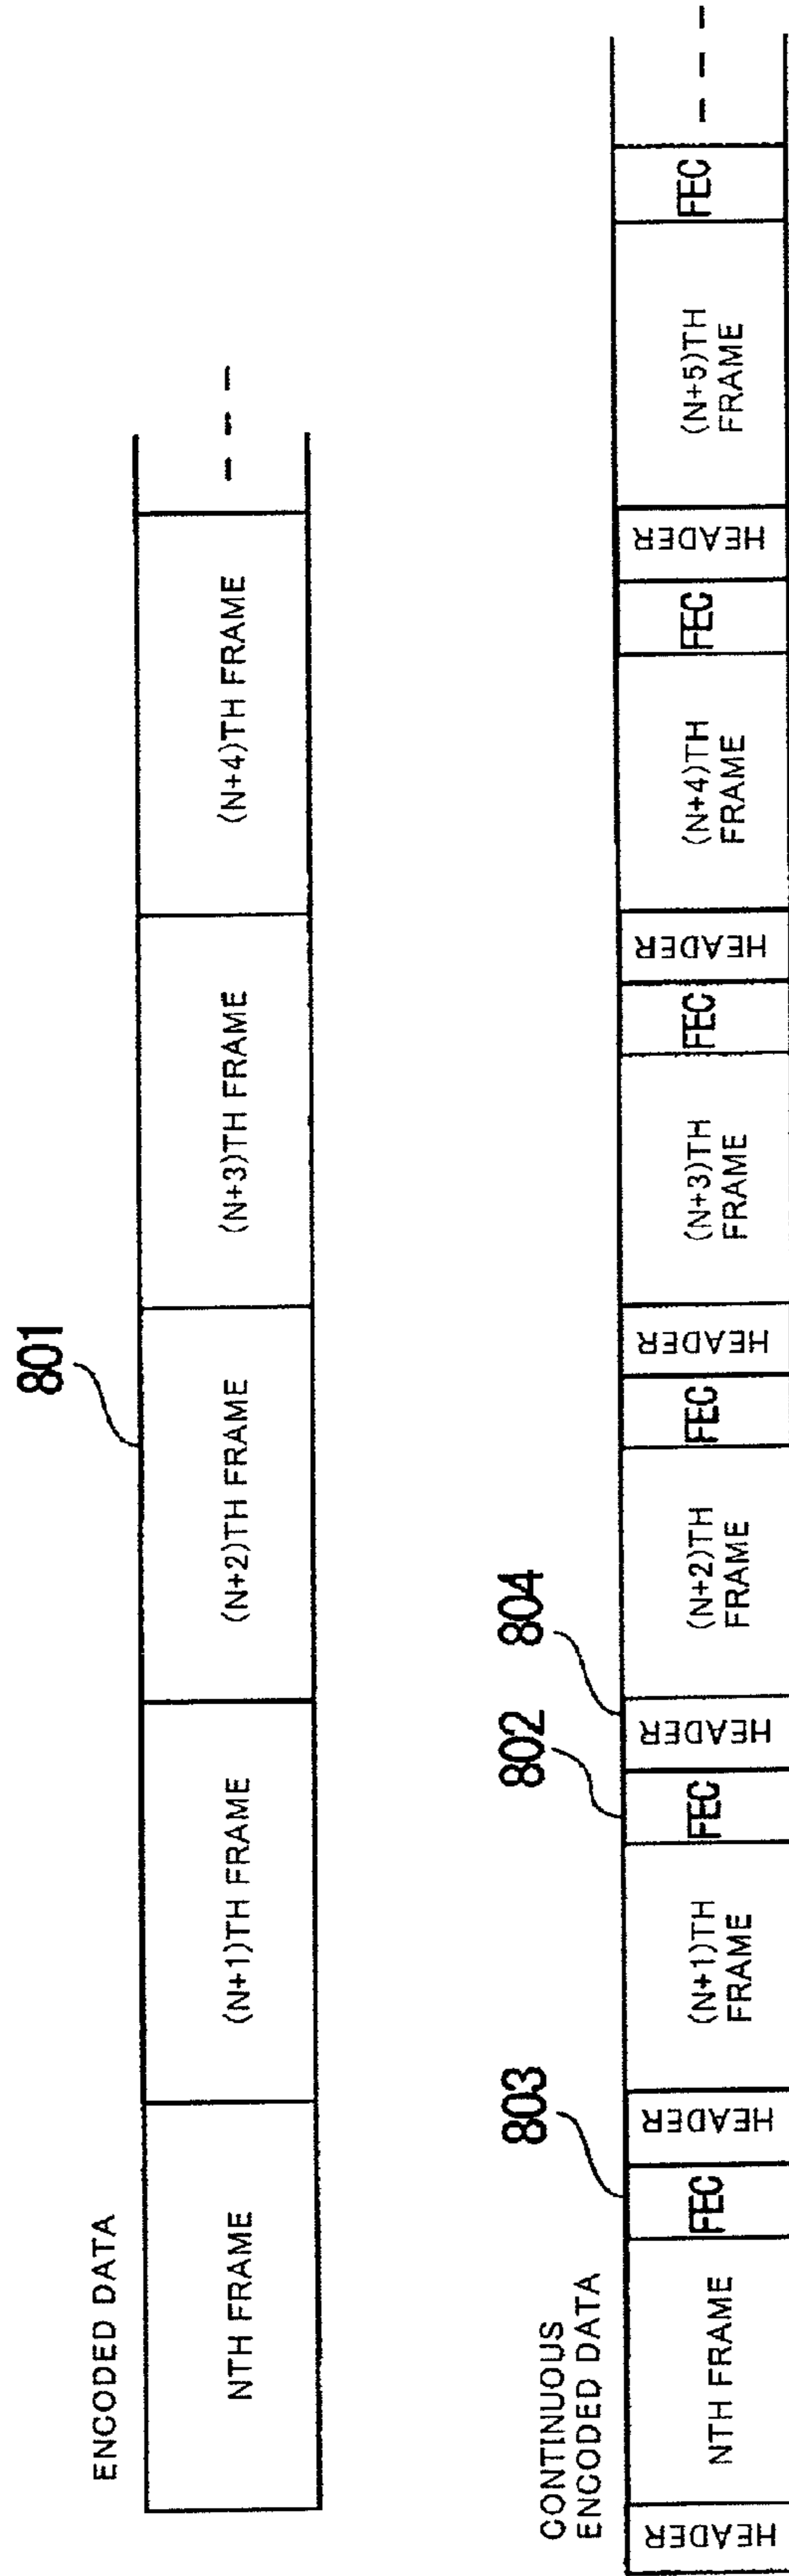 ENCODED DATA
801
NTH FRAME
(N+1)TH FRAME
(N+2)TH FRAME
(N+3)TH FRAME
(N+4)TH FRAME
CONTINUOUS
ENCODED DATA
803
802
804
HEADER
NTH FRAME
FEC
HEADER
(N+1)TH
FRAME
FEC
HEADER
(N+2)TH
FRAME
FEC
HEADER
(N+3)TH
FRAME
FEC
HEADER
(N+4)TH
FRAME
FEC
HEADER
(N+5)TH
FRAME
FEC